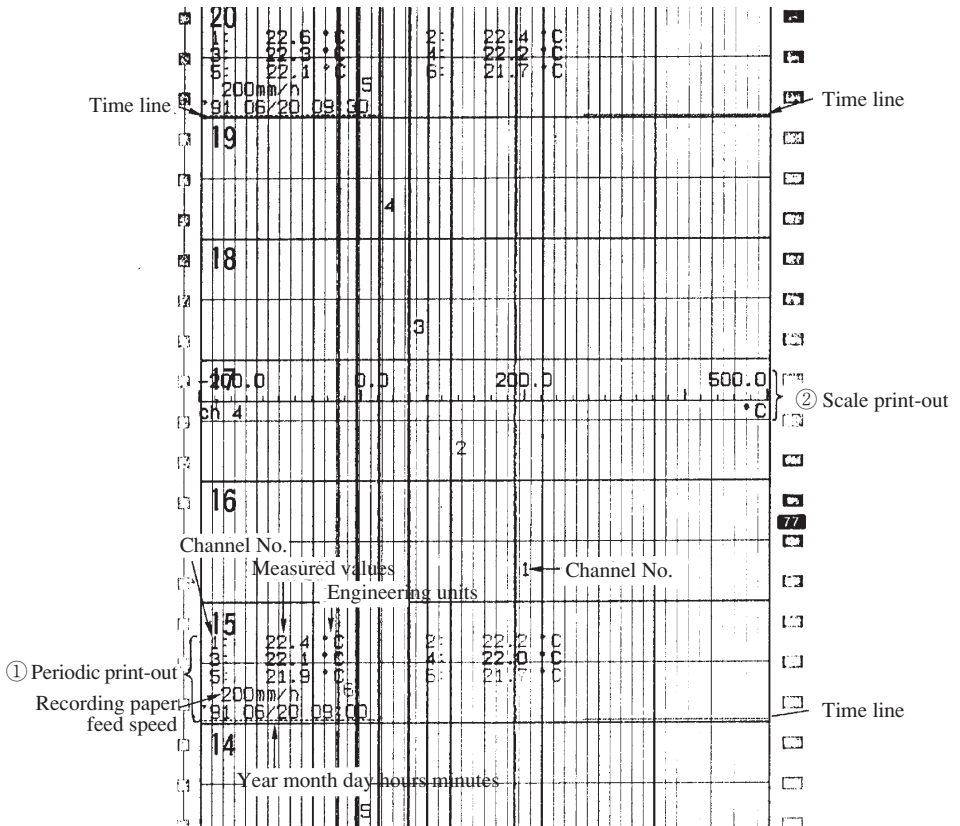 20
1: 22.6 °C 2: 22.4 °C
3: 22.3 °C 4: 22.2 °C
5: 22.1 °C 6: 21.7 °C
200mm/h 5
Time line '91 06/20 09:30 Time line
19
4
18
3
17
-200.0 0.0 200.0 500.0
② Scale print-out
ch 4 °C
2
16
77
Channel No.
Measured values 1 Channel No.
Engineering units
15
1: 22.4 °C 2: 22.2 °C
3: 22.1 °C 4: 22.0 °C
① Periodic print-out 5: 21.9 °C 6: 21.7 °C
Recording paper feed speed 200mm/h 6
'91 06/20 09:00 Time line
14
Year month day hours minutes
5